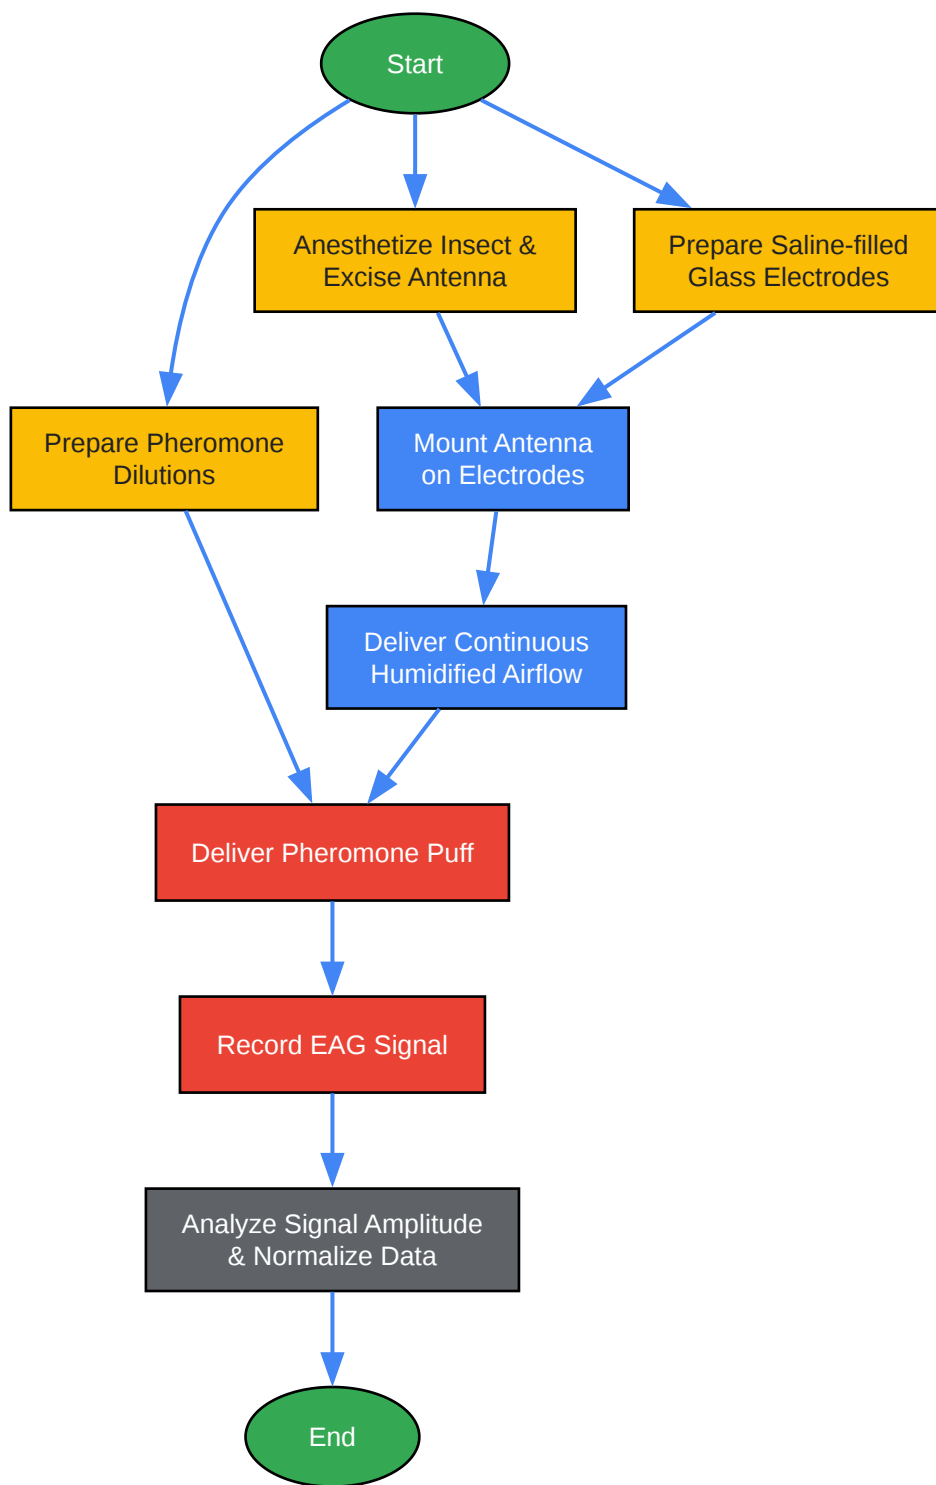 Start
Anesthetize Insect &
Excise Antenna
Prepare Saline-filled
Glass Electrodes
Prepare Pheromone
Dilutions
Mount Antenna
on Electrodes
Deliver Continuous
Humidified Airflow
Deliver Pheromone Puff
Record EAG Signal
Analyze Signal Amplitude
& Normalize Data
End